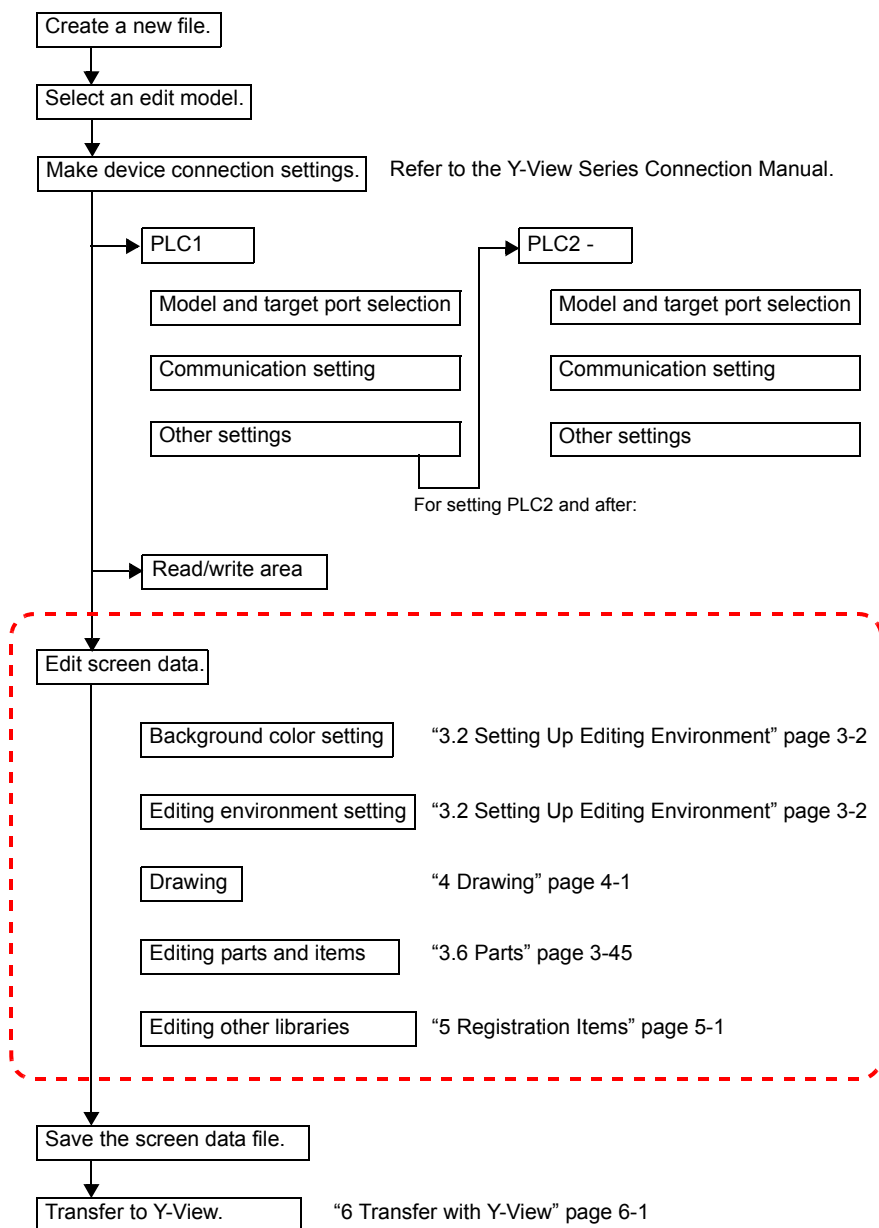 Create a new file.
Select an edit model.
Make device connection settings. Refer to the Y-View Series Connection Manual.
PLC1 PLC2 -
Model and target port selection Model and target port selection
Communication setting Communication setting
Other settings Other settings
For setting PLC2 and after:
Read/write area
Edit screen data.
Background color setting “3.2 Setting Up Editing Environment” page 3-2
Editing environment setting “3.2 Setting Up Editing Environment” page 3-2
Drawing “4 Drawing” page 4-1
Editing parts and items “3.6 Parts” page 3-45
Editing other libraries “5 Registration Items” page 5-1
Save the screen data file.
Transfer to Y-View. “6 Transfer with Y-View” page 6-1